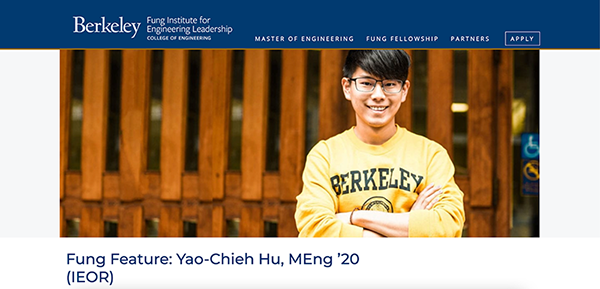 Berkeley
Fung Institute for
Engineering Leadership
COLLEGE OF ENGINEERING
MASTER OF ENGINEERING
FUNG FELLOWSHIP
PARTNERS
APPLY
BERKELEY
Fung Feature: Yao-Chieh Hu, MEng ’20
(IEOR)